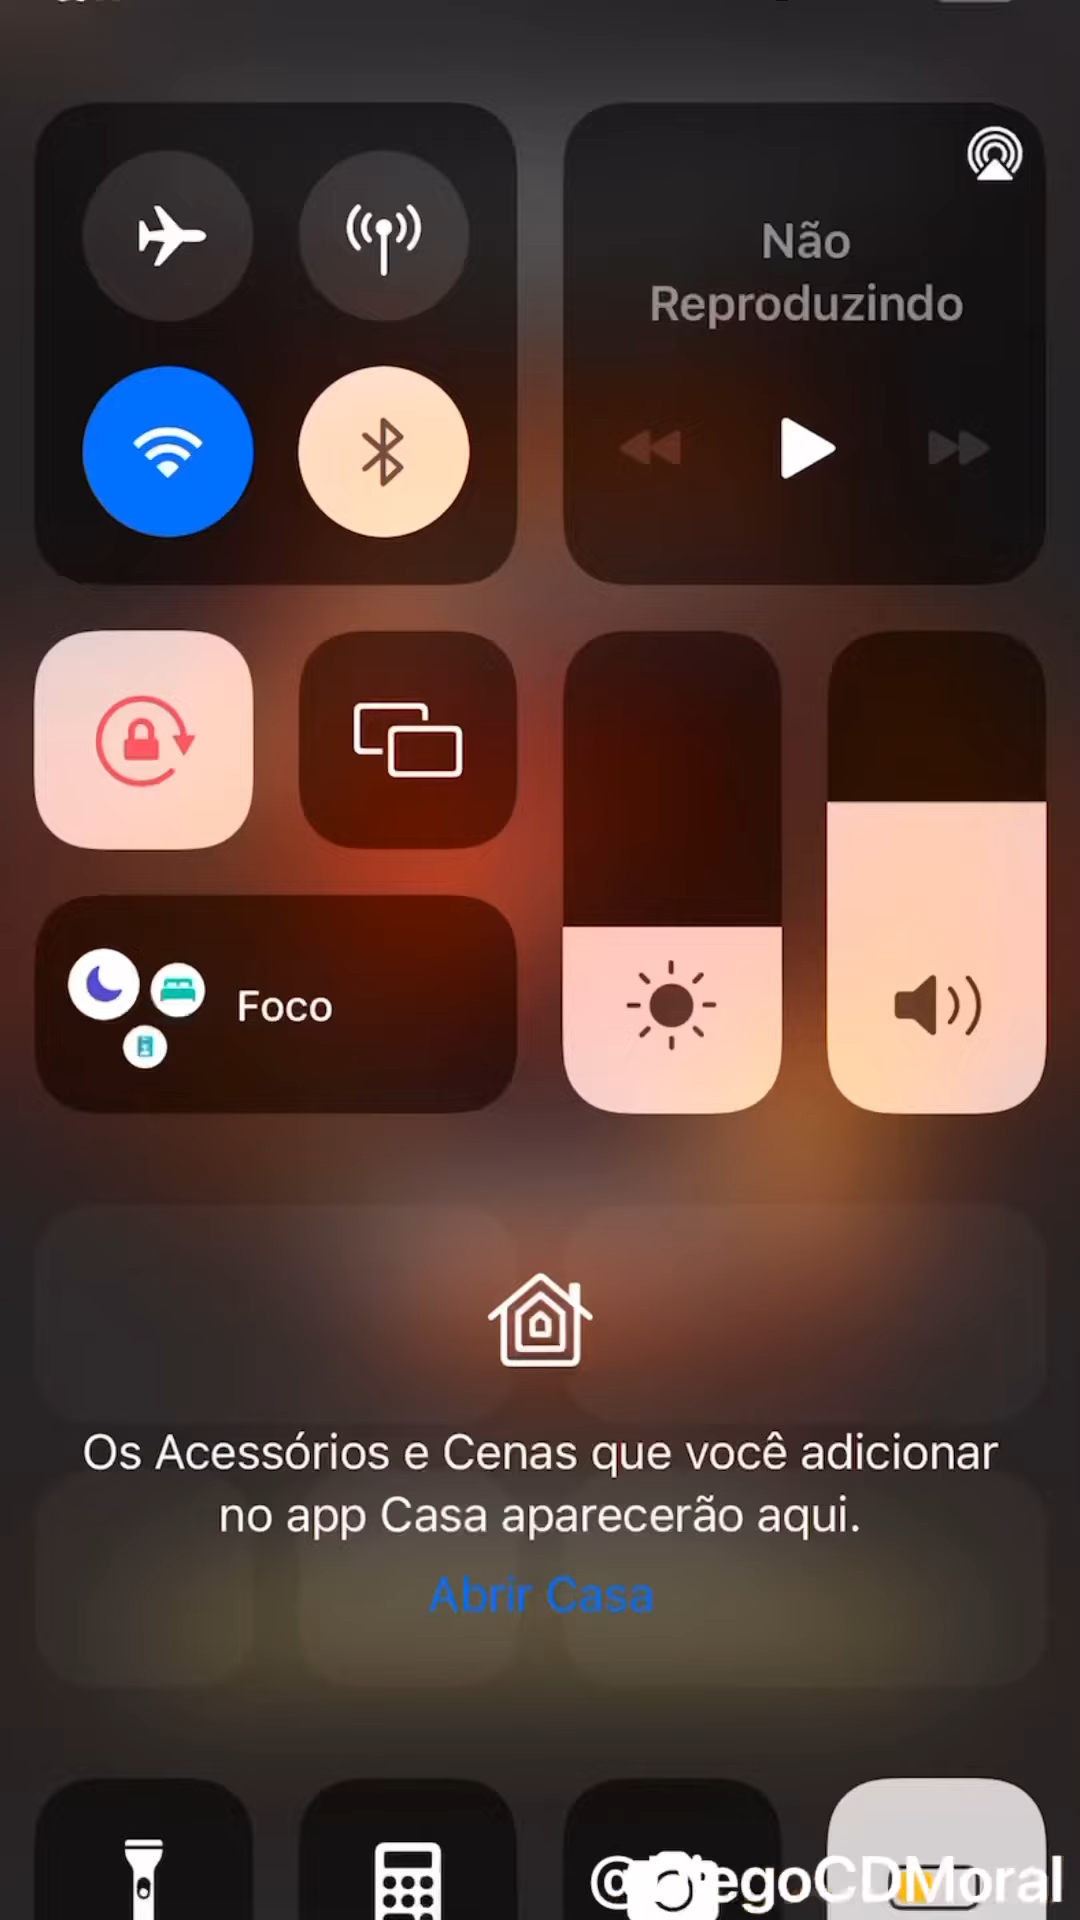 Não
Reproduzindo
Foco
Os Acessórios e Cenas que você adicionar
no app Casa aparecerão aqui.
Abrir Casa